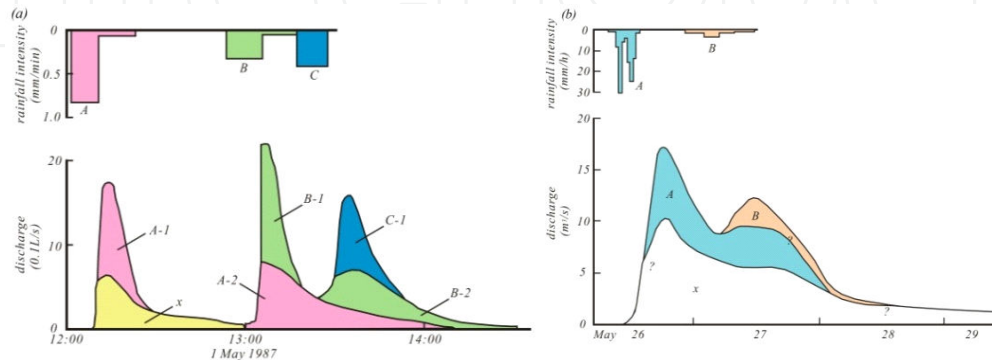 (a)
rainfall intensity
(mm/min)
0
0.5
1.0
A
B
C
discharge
(0.1L/s)
20
10
0
A-1
x
A-2
B-1
C-1
B-2
12:00
13:00
14:00
1 May 1987
(b)
rainfall intensity
(mm/h)
0
10
20
30
A
B
discharge
(m³/s)
20
15
10
5
0
A
B
?
?
x
?
May 26
27
28
29